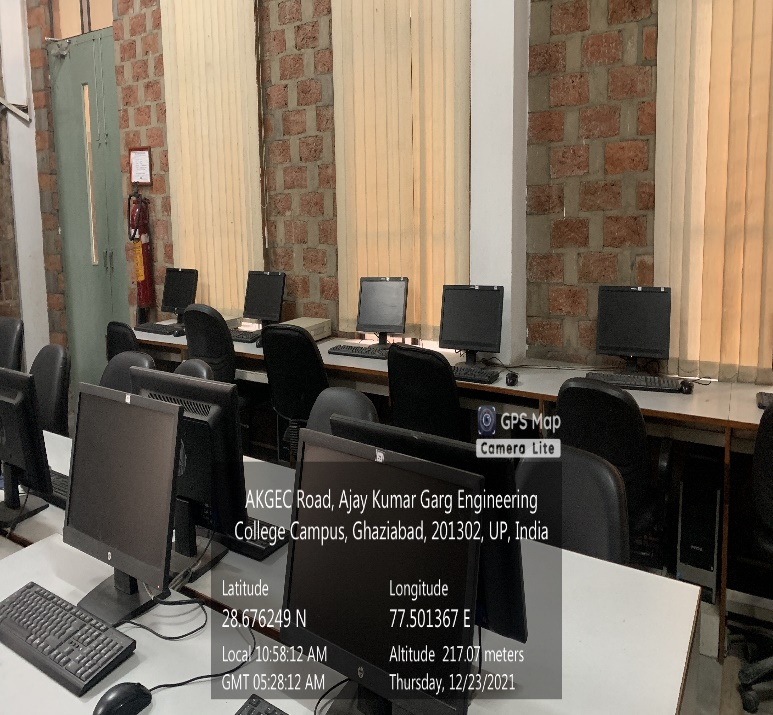 GPS Map
Camera Lite
AKGEC Road, Ajay Kumar Garg Engineering
College Campus, Ghaziabad, 201302, UP, India
Latitude
Longitude
28.676249 N
77.501367 E
Local 10:58:12 AM
Altitude 217.07 meters
GMT 05:28:12 AM
Thursday, 12/23/2021